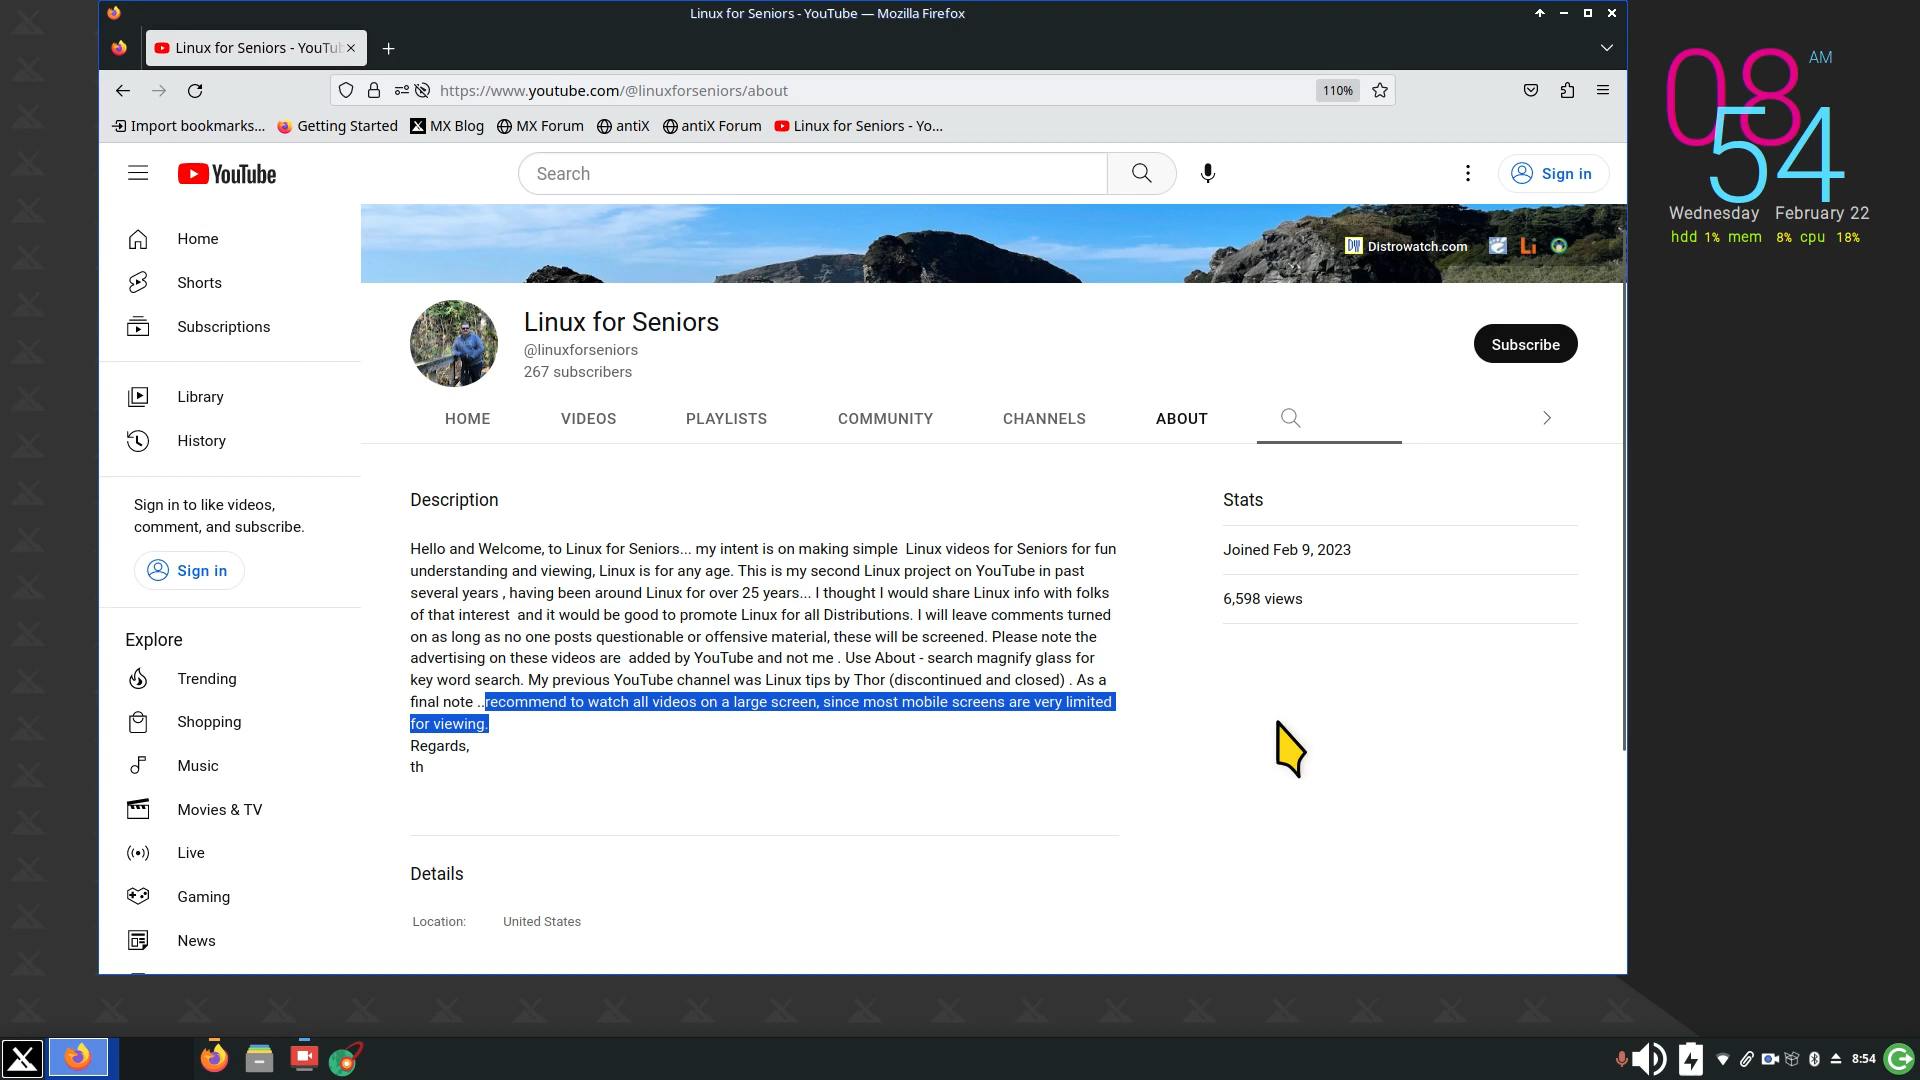 Linux for Seniors - YouTube — Mozilla Firefox
Linux for Seniors - YouTub
https://www.youtube.com/@linuxforseniors/about
110%
Import bookmarks...
Getting Started
MX Blog
MX Forum
antiX
antiX Forum
Linux for Seniors - Yo...
YouTube
Search
Sign in
Home
Shorts
Subscriptions
Library
History
Sign in to like videos,
comment, and subscribe.
Sign in
Explore
Trending
Shopping
Music
Movies & TV
Live
Gaming
News
DW Distrowatch.com
Li
Linux for Seniors
@linuxforseniors
267 subscribers
Subscribe
HOME
VIDEOS
PLAYLISTS
COMMUNITY
CHANNELS
ABOUT
Description
Hello and Welcome, to Linux for Seniors... my intent is on making simple  Linux videos for Seniors for fun
understanding and viewing, Linux is for any age. This is my second Linux project on YouTube in past
several years , having been around Linux for over 25 years... I thought I would share Linux info with folks
of that interest  and it would be good to promote Linux for all Distributions. I will leave comments turned
on as long as no one posts questionable or offensive material, these will be screened. Please note the
advertising on these videos are  added by YouTube and not me . Use About - search magnify glass for
key word search. My previous YouTube channel was Linux tips by Thor (discontinued and closed) . As a
final note ..recommend to watch all videos on a large screen, since most mobile screens are very limited
for viewing.
Regards,
th
Details
Location:
United States
Stats
Joined Feb 9, 2023
6,598 views
08
AM
54
Wednesday February 22
hdd 1% mem 8% cpu 18%
8:54